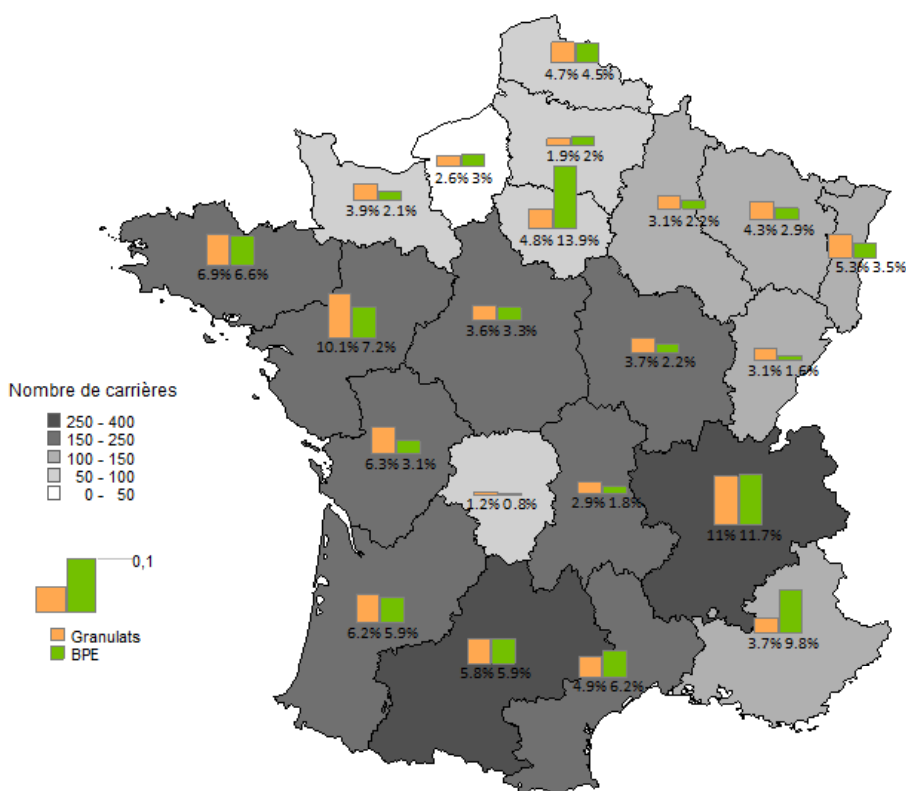 4.7% 4.5%
1.9% 2%
2.6% 3%
3.9% 2.1%
4.8% 13.9%
3.1% 2.2%
4.3% 2.9%
5.3% 3.5%
6.9% 6.6%
10.1% 7.2%
3.6% 3.3%
3.7% 2.2%
3.1% 1.6%
Nombre de carrières
250 - 400
150 - 250
100 - 150
50 - 100
0 - 50
6.3% 3.1%
1.2% 0.8%
2.9% 1.8%
11% 11.7%
0,1
Granulats
BPE
6.2% 5.9%
5.8% 5.9%
4.9% 6.2%
3.7% 9.8%